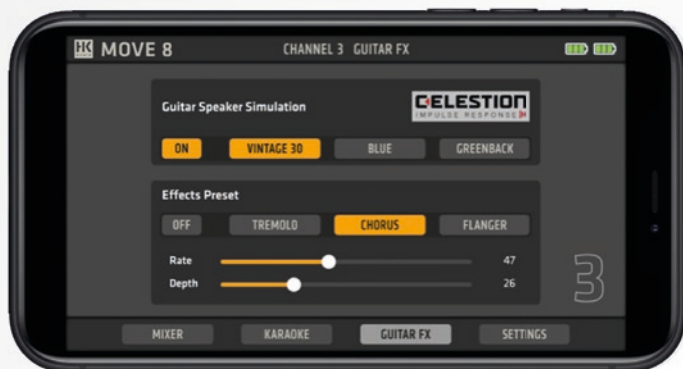 HK MOVE 8 CHANNEL 3 GUITAR FX
Guitar Speaker Simulation
CELESTION
IMPULSE RESPONSE
ON VINTAGE 30 BLUE GREENBACK
Effects Preset
OFF TREMOLO CHORUS FLANGER
Rate 47
Depth 26
3
MIXER KARAOKE GUITAR FX SETTINGS